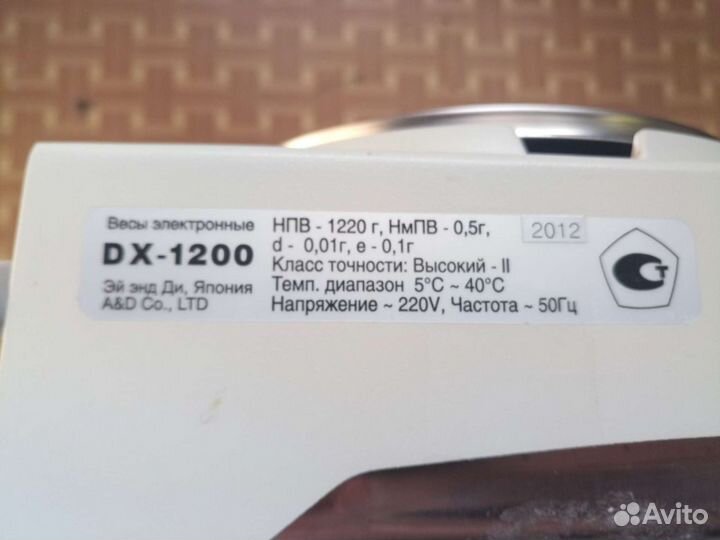 Весы электронные
DX-1200
Эй энд Ди, Япония
A&D Co., LTD
НПВ - 1220 г, НмПВ - 0,5г,
d - 0,01г, e - 0,1г
Класс точности: Высокий - II
Темп. диапазон 5°C ~ 40°C
Напряжение ~ 220V, Частота ~ 50Гц
2012
СТ
Avito